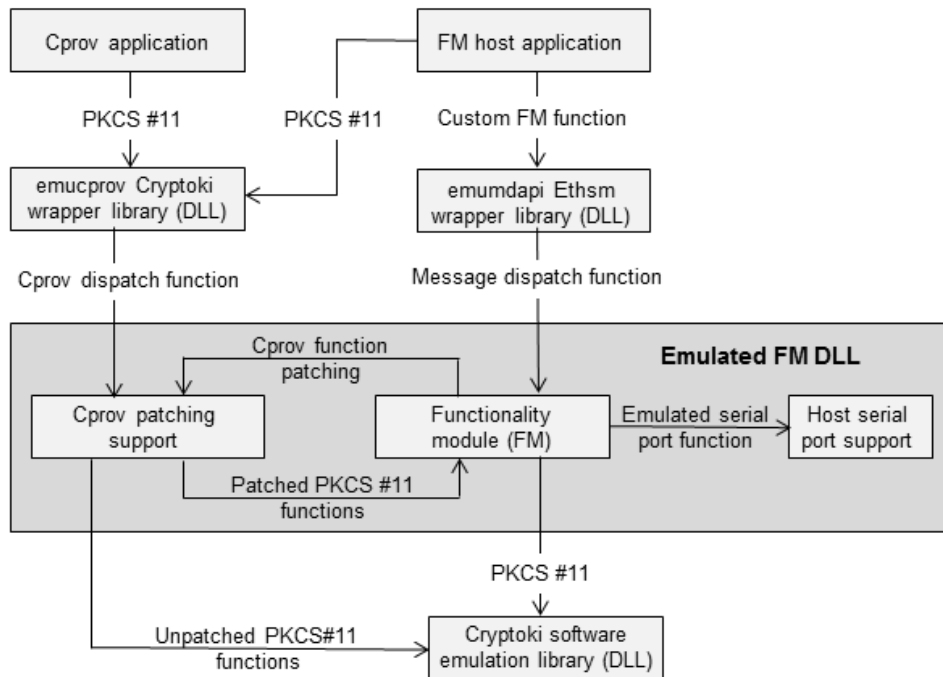 Cprov application
FM host application
PKCS #11
PKCS #11
Custom FM function
emucprov Cryptoki
wrapper library (DLL)
emumdapi Ethsm
wrapper library (DLL)
Cprov dispatch function
Message dispatch function
Cprov function
patching
Emulated FM DLL
Cprov patching
support
Functionality
module (FM)
Emulated serial
port function
Host serial
port support
Patched PKCS #11
functions
PKCS #11
Unpatched PKCS#11
functions
Cryptoki software
emulation library (DLL)